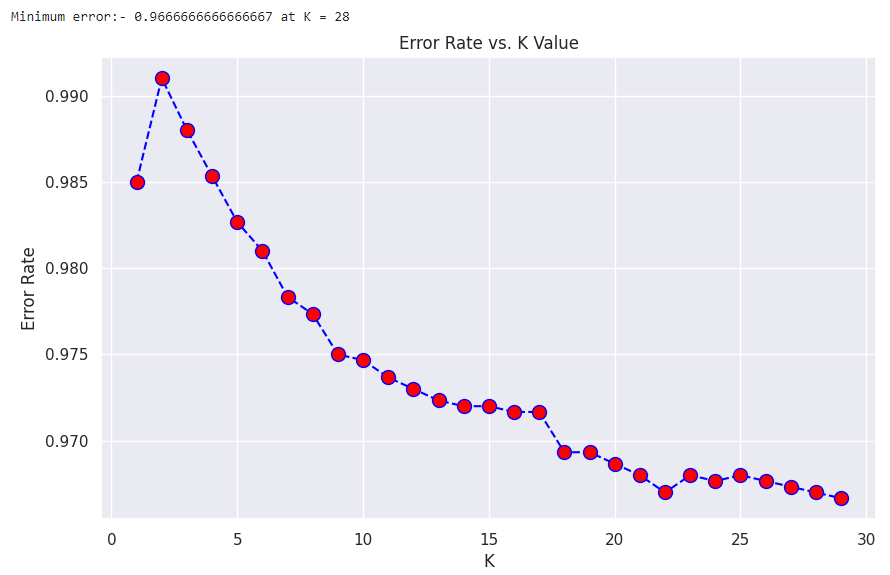 Minimum error:- 0.9666666666666667 at K = 28
Error Rate vs. K Value
0.990
0.985
0.980
0.975
0.970
Error Rate
0 5 10 15 20 25 30
K